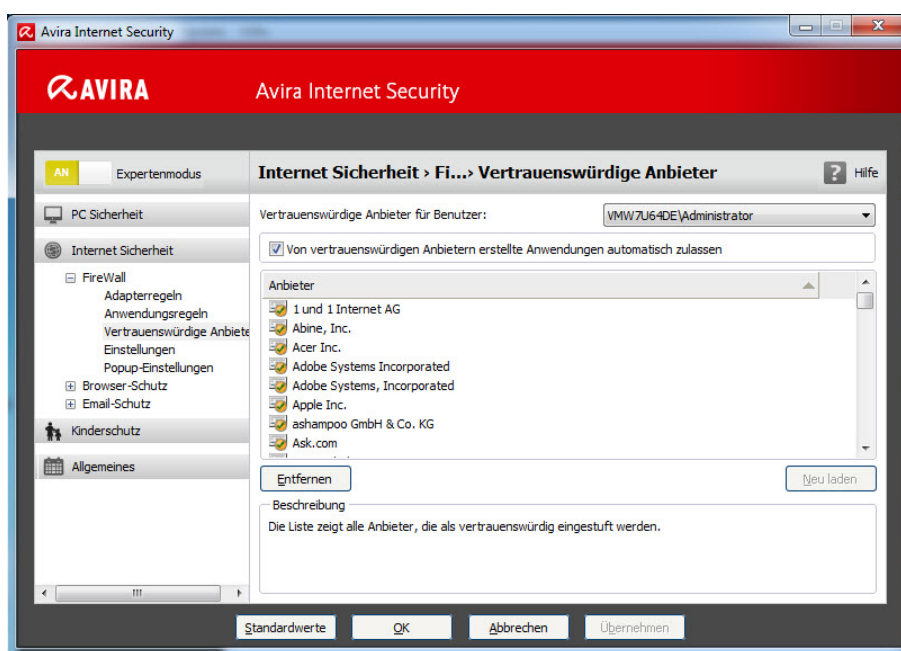 Avira Internet Security
AVIRA
Avira Internet Security
AN
Expertenmodus
Internet Sicherheit › Fi...› Vertrauenswürdige Anbieter
? Hilfe
PC Sicherheit
Internet Sicherheit
FireWall
Adapterregeln
Anwendungsregeln
Vertrauenswürdige Anbiete
Einstellungen
Popup-Einstellungen
Browser-Schutz
Email-Schutz
Kinderschutz
Allgemeines
Vertrauenswürdige Anbieter für Benutzer:
VMW7U64DE\Administrator
Von vertrauenswürdigen Anbietern erstellte Anwendungen automatisch zulassen
Anbieter
1 und 1 Internet AG
Abine, Inc.
Acer Inc.
Adobe Systems Incorporated
Adobe Systems, Incorporated
Apple Inc.
ashampoo GmbH & Co. KG
Ask.com
Entfernen
Neu laden
Beschreibung
Die Liste zeigt alle Anbieter, die als vertrauenswürdig eingestuft werden.
Standardwerte
OK
Abbrechen
Übernehmen